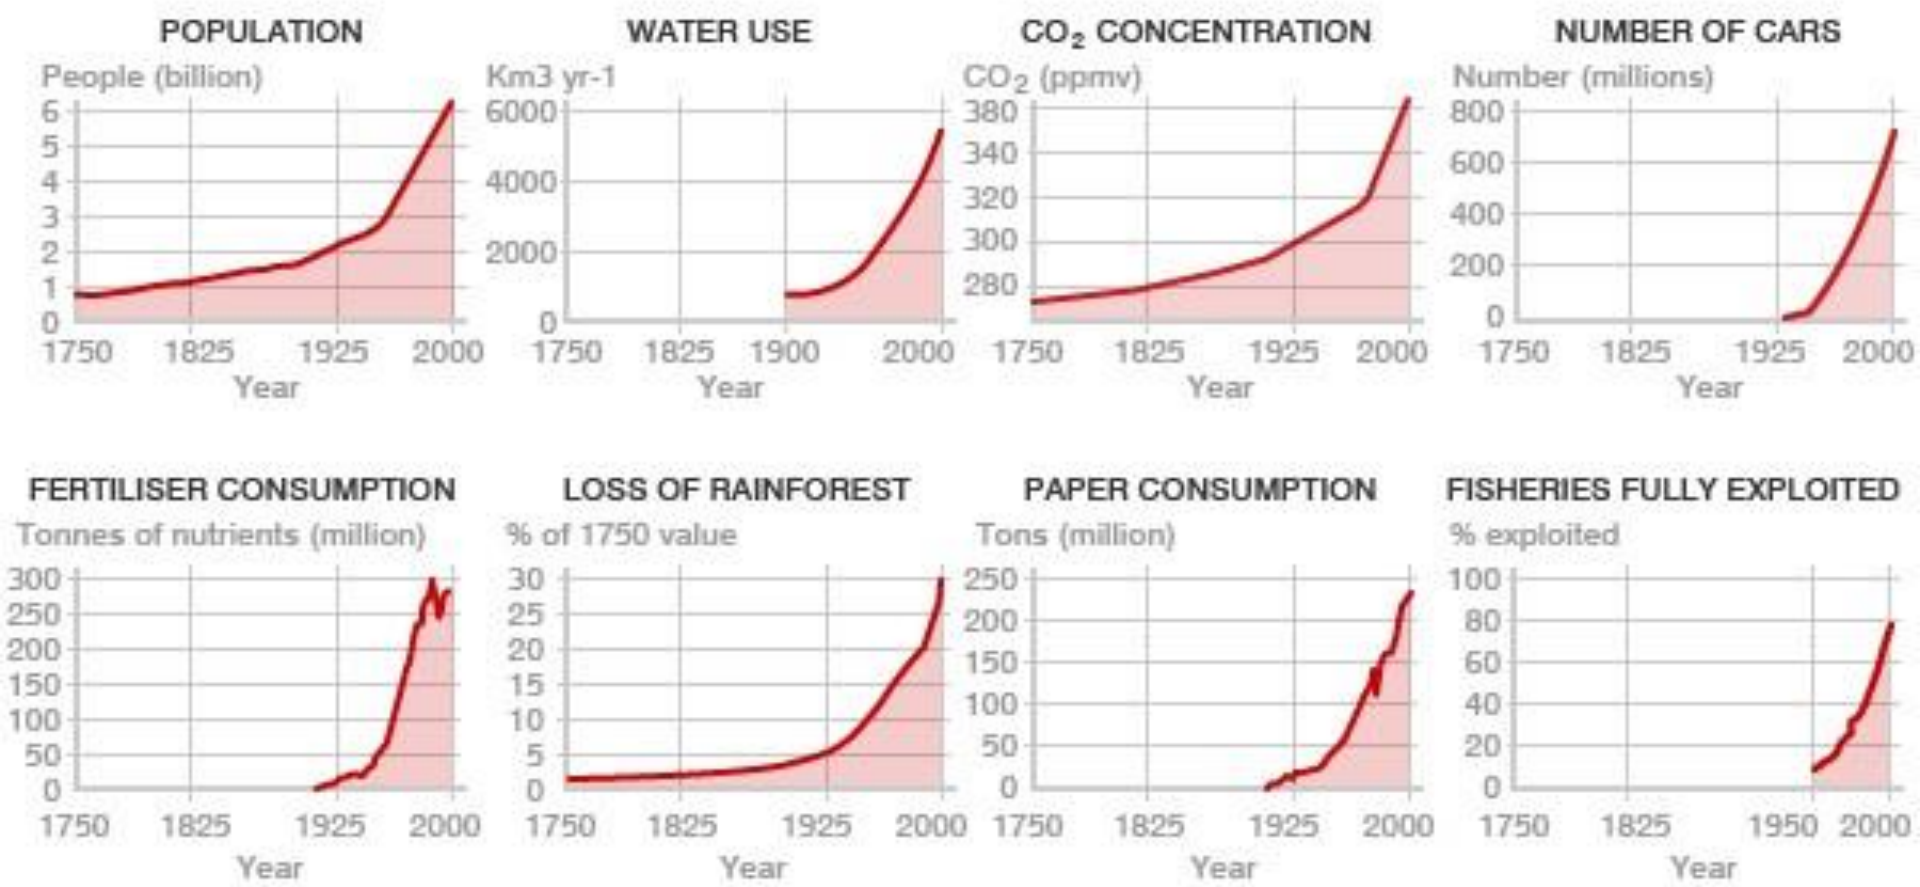 POPULATION
People (billion)
6
5
4
3
2
1
0
1750 1825 1925 2000
Year
WATER USE
Km3 yr-1
6000
4000
2000
0
1750 1825 1900 2000
Year
CO₂ CONCENTRATION
CO₂ (ppmv)
380
340
320
300
280
1750 1825 1925 2000
Year
NUMBER OF CARS
Number (millions)
800
600
400
200
0
1750 1825 1925 2000
Year
FERTILISER CONSUMPTION
Tonnes of nutrients (million)
300
250
200
150
100
50
0
1750 1825 1925 2000
Year
LOSS OF RAINFOREST
% of 1750 value
30
25
20
15
10
5
0
1750 1825 1925 2000
Year
PAPER CONSUMPTION
Tons (million)
250
200
150
100
50
0
1750 1825 1925 2000
Year
FISHERIES FULLY EXPLOITED
% exploited
100
80
60
40
20
0
1750 1825 1950 2000
Year